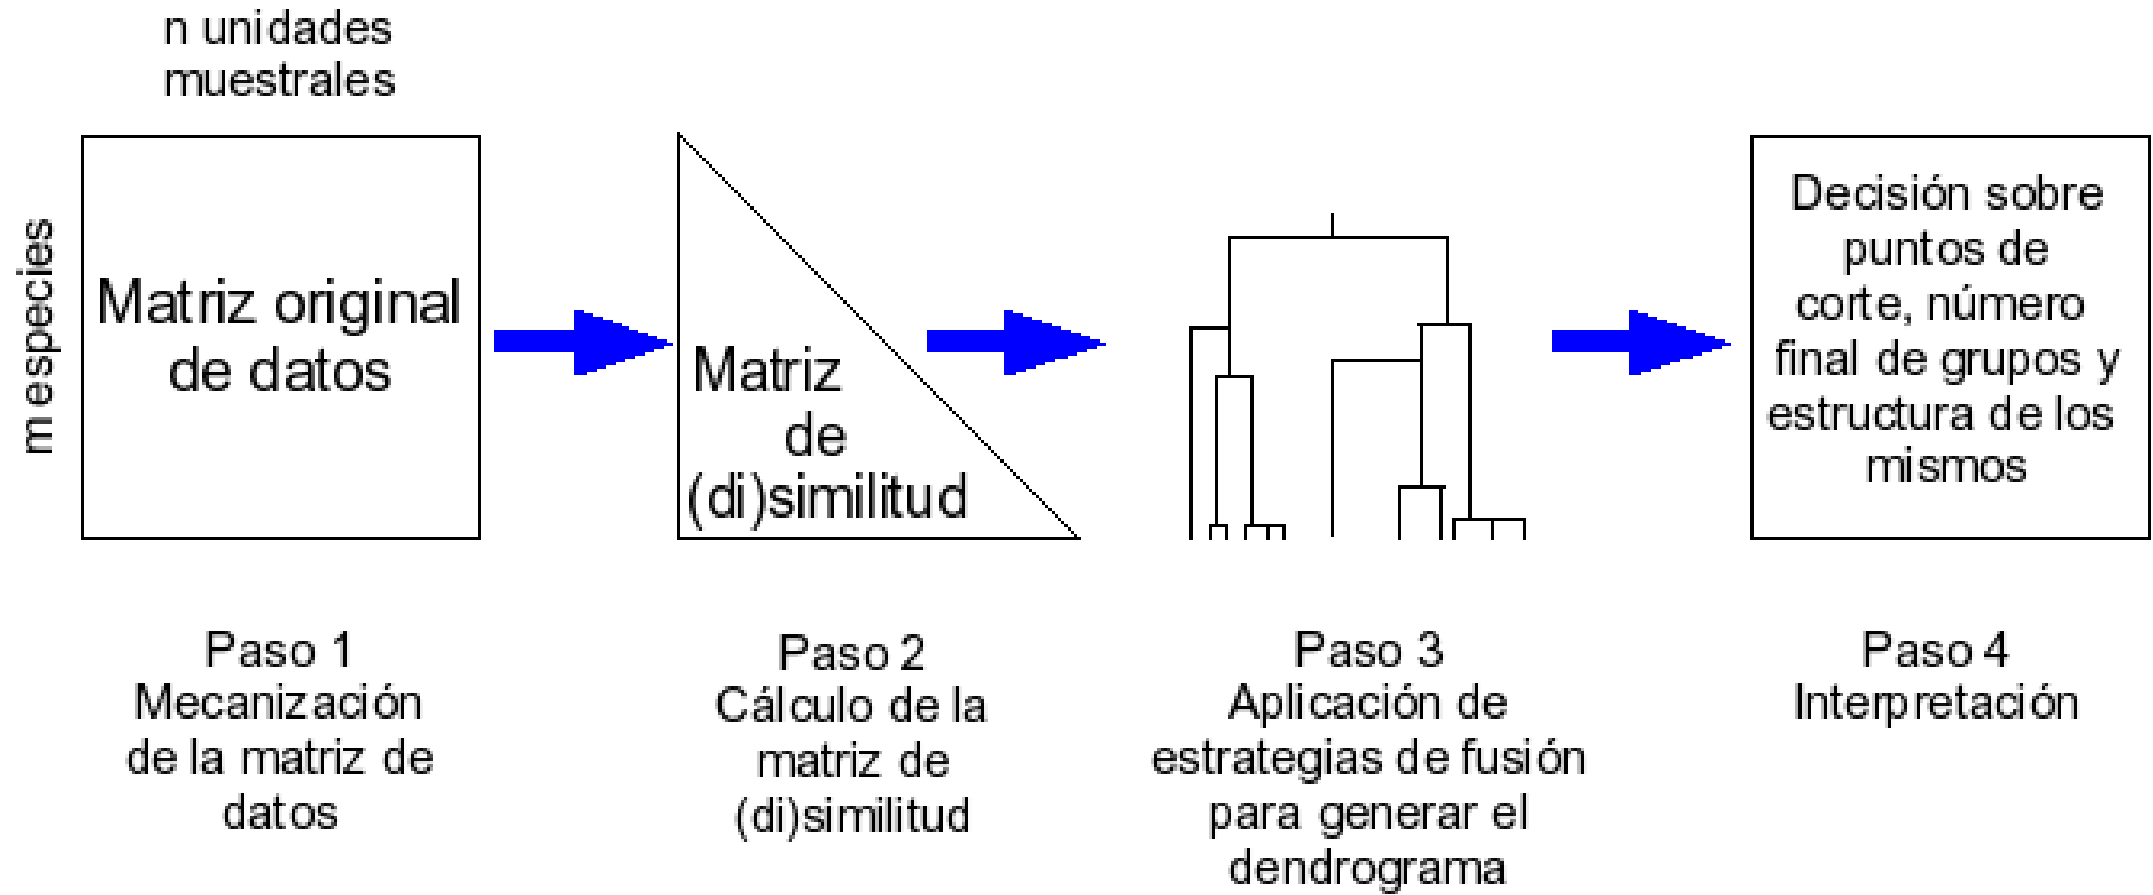 n unidades
muestrales
m especies
Matriz original
de datos
Matriz
de
(di)similitud
Decisión sobre
puntos de
corte, número
final de grupos y
estructura de los
mismos
Paso 1
Mecanización
de la matriz de
datos
Paso 2
Cálculo de la
matriz de
(di)similitud
Paso 3
Aplicación de
estrategias de fusión
para generar el
dendrograma
Paso 4
Interpretación